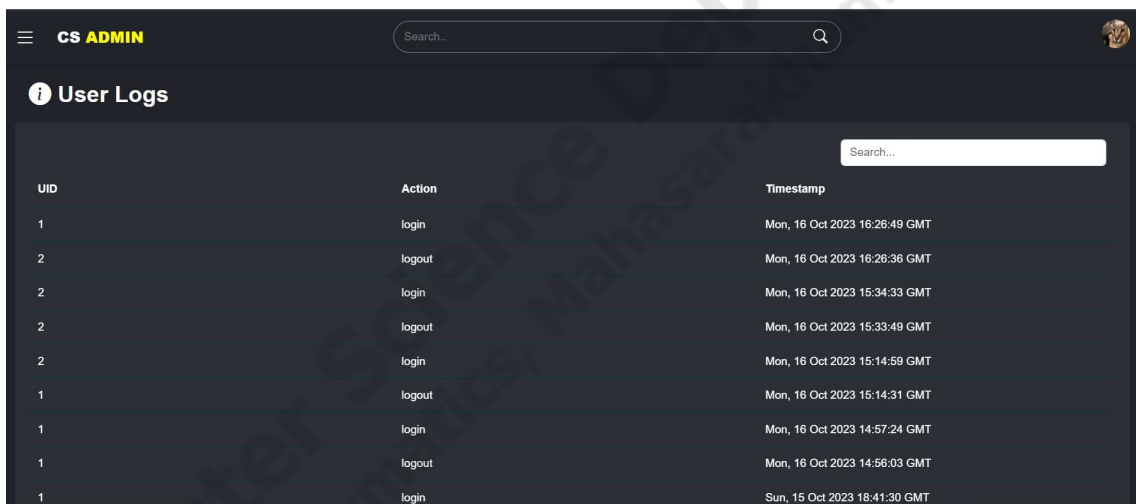 CS ADMIN Search..
i User Logs
Search...
UID Action Timestamp
1 login Mon, 16 Oct 2023 16:26:49 GMT
2 logout Mon, 16 Oct 2023 16:26:36 GMT
2 login Mon, 16 Oct 2023 15:34:33 GMT
2 logout Mon, 16 Oct 2023 15:33:49 GMT
2 login Mon, 16 Oct 2023 15:14:59 GMT
1 logout Mon, 16 Oct 2023 15:14:31 GMT
1 login Mon, 16 Oct 2023 14:57:24 GMT
1 logout Mon, 16 Oct 2023 14:56:03 GMT
1 login Sun, 15 Oct 2023 18:41:30 GMT
Science